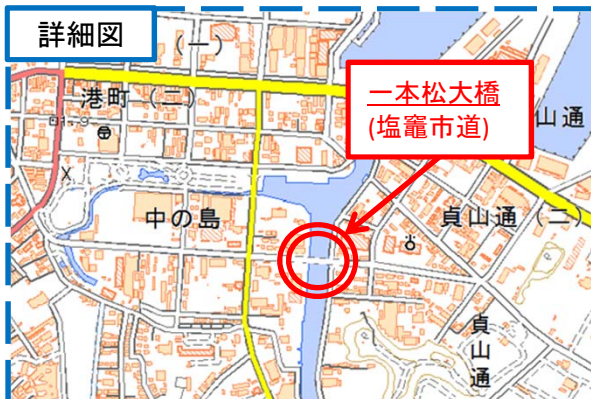 詳細図
(一)
港町(二)
一本松大橋
(塩竈市道)
山通
中の島
貞山通(二)
貞山通